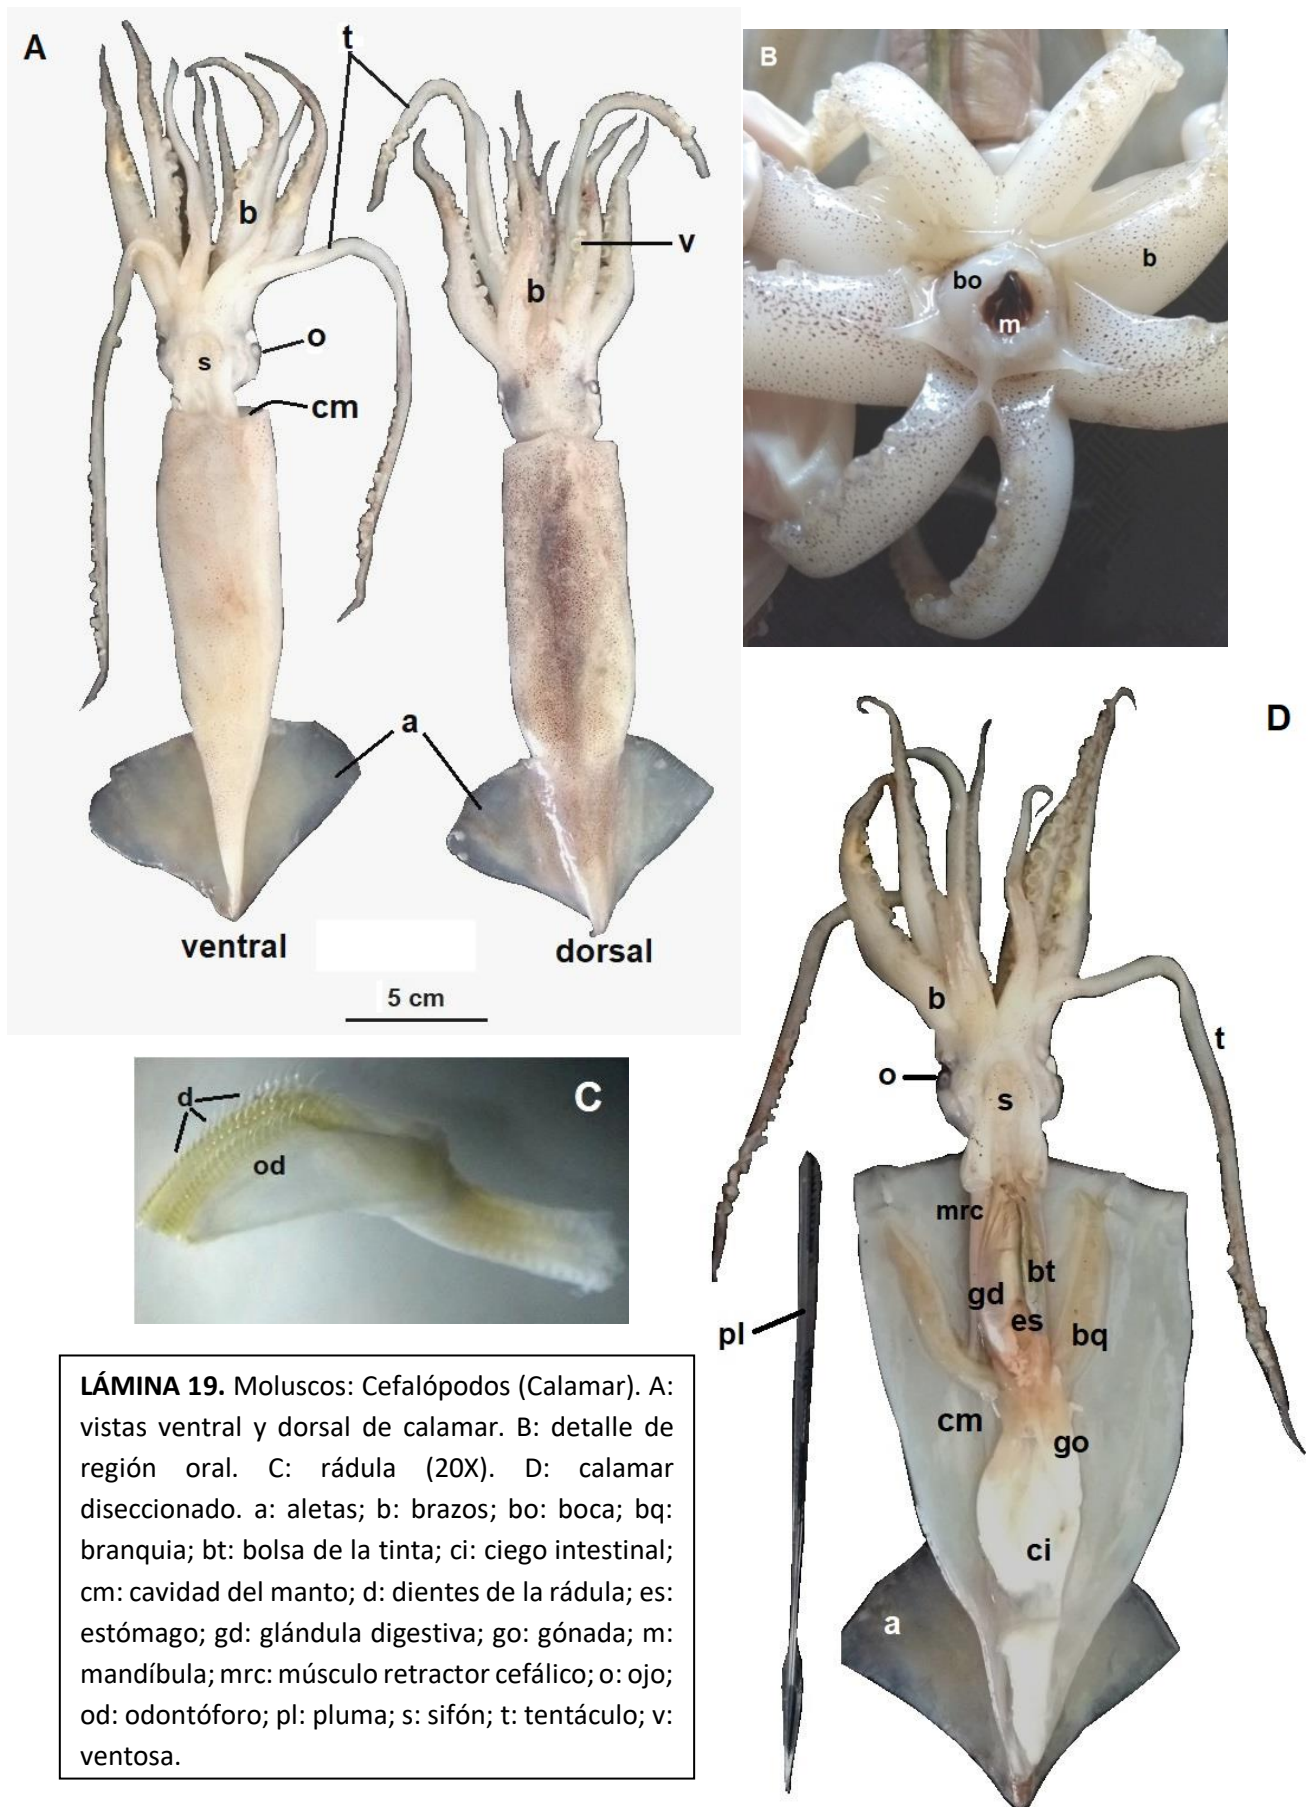 A
t
b
v
b
o
s
cm
a
ventral
dorsal
5 cm
B
b
bo
m
C
d
od
D
b
t
o
s
mrc
bt
gd
es
pl
bq
cm
go
ci
a
LÁMINA 19. Moluscos: Cefalópodos (Calamar). A:
vistas ventral y dorsal de calamar. B: detalle de
región oral. C: rádula (20X). D: calamar
diseccionado. a: aletas; b: brazos; bo: boca; bq:
branquia; bt: bolsa de la tinta; ci: ciego intestinal;
cm: cavidad del manto; d: dientes de la rádula; es:
estómago; gd: glándula digestiva; go: gónada; m:
mandíbula; mrc: músculo retractor cefálico; o: ojo;
od: odontóforo; pl: pluma; s: sifón; t: tentáculo; v:
ventosa.